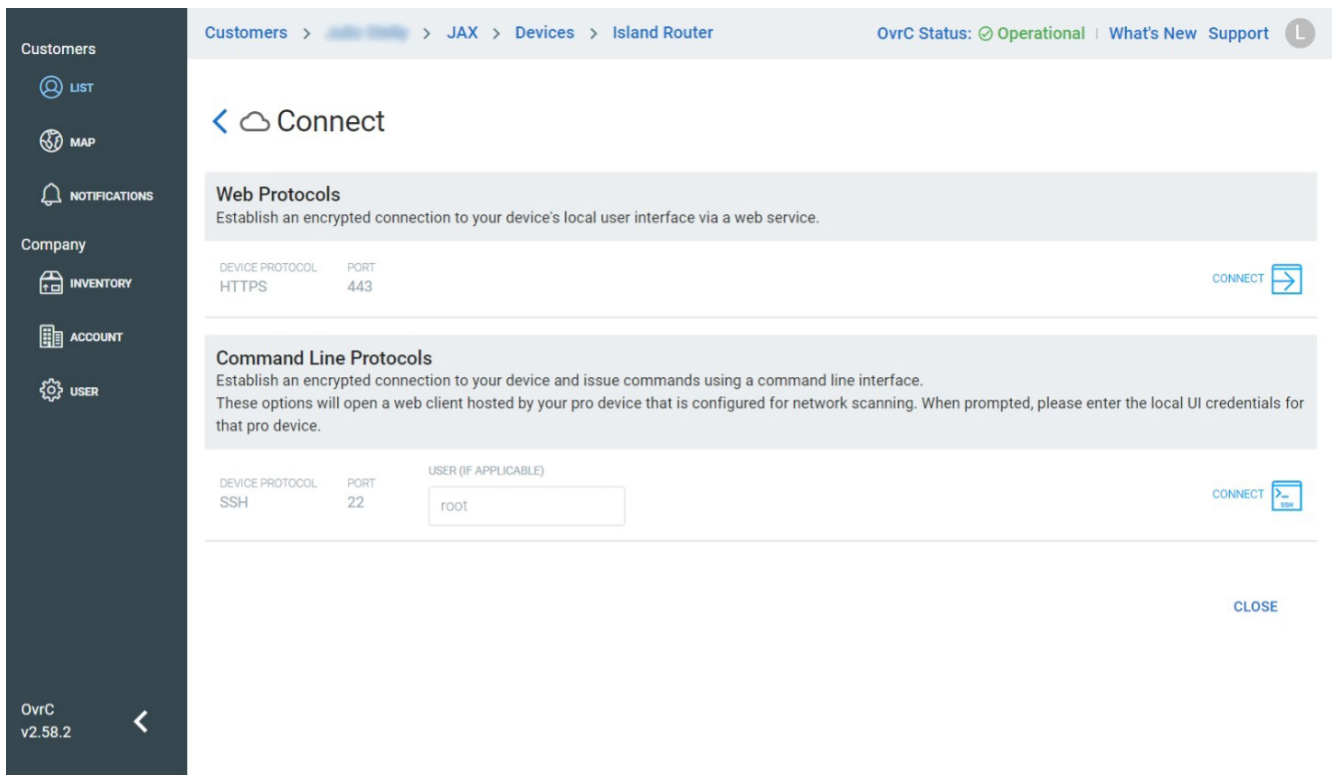 Customers
LIST
MAP
NOTIFICATIONS
Company
INVENTORY
ACCOUNT
USER
OvrC
v2.58.2
Customers > > JAX > Devices > Island Router
OvrC Status: Operational | What's New Support L
Connect
Web Protocols
Establish an encrypted connection to your device's local user interface via a web service.
DEVICE PROTOCOL PORT
HTTPS 443
CONNECT
Command Line Protocols
Establish an encrypted connection to your device and issue commands using a command line interface.
These options will open a web client hosted by your pro device that is configured for network scanning. When prompted, please enter the local UI credentials for
that pro device.
DEVICE PROTOCOL PORT USER (IF APPLICABLE)
SSH 22 root
CONNECT
SSH
CLOSE